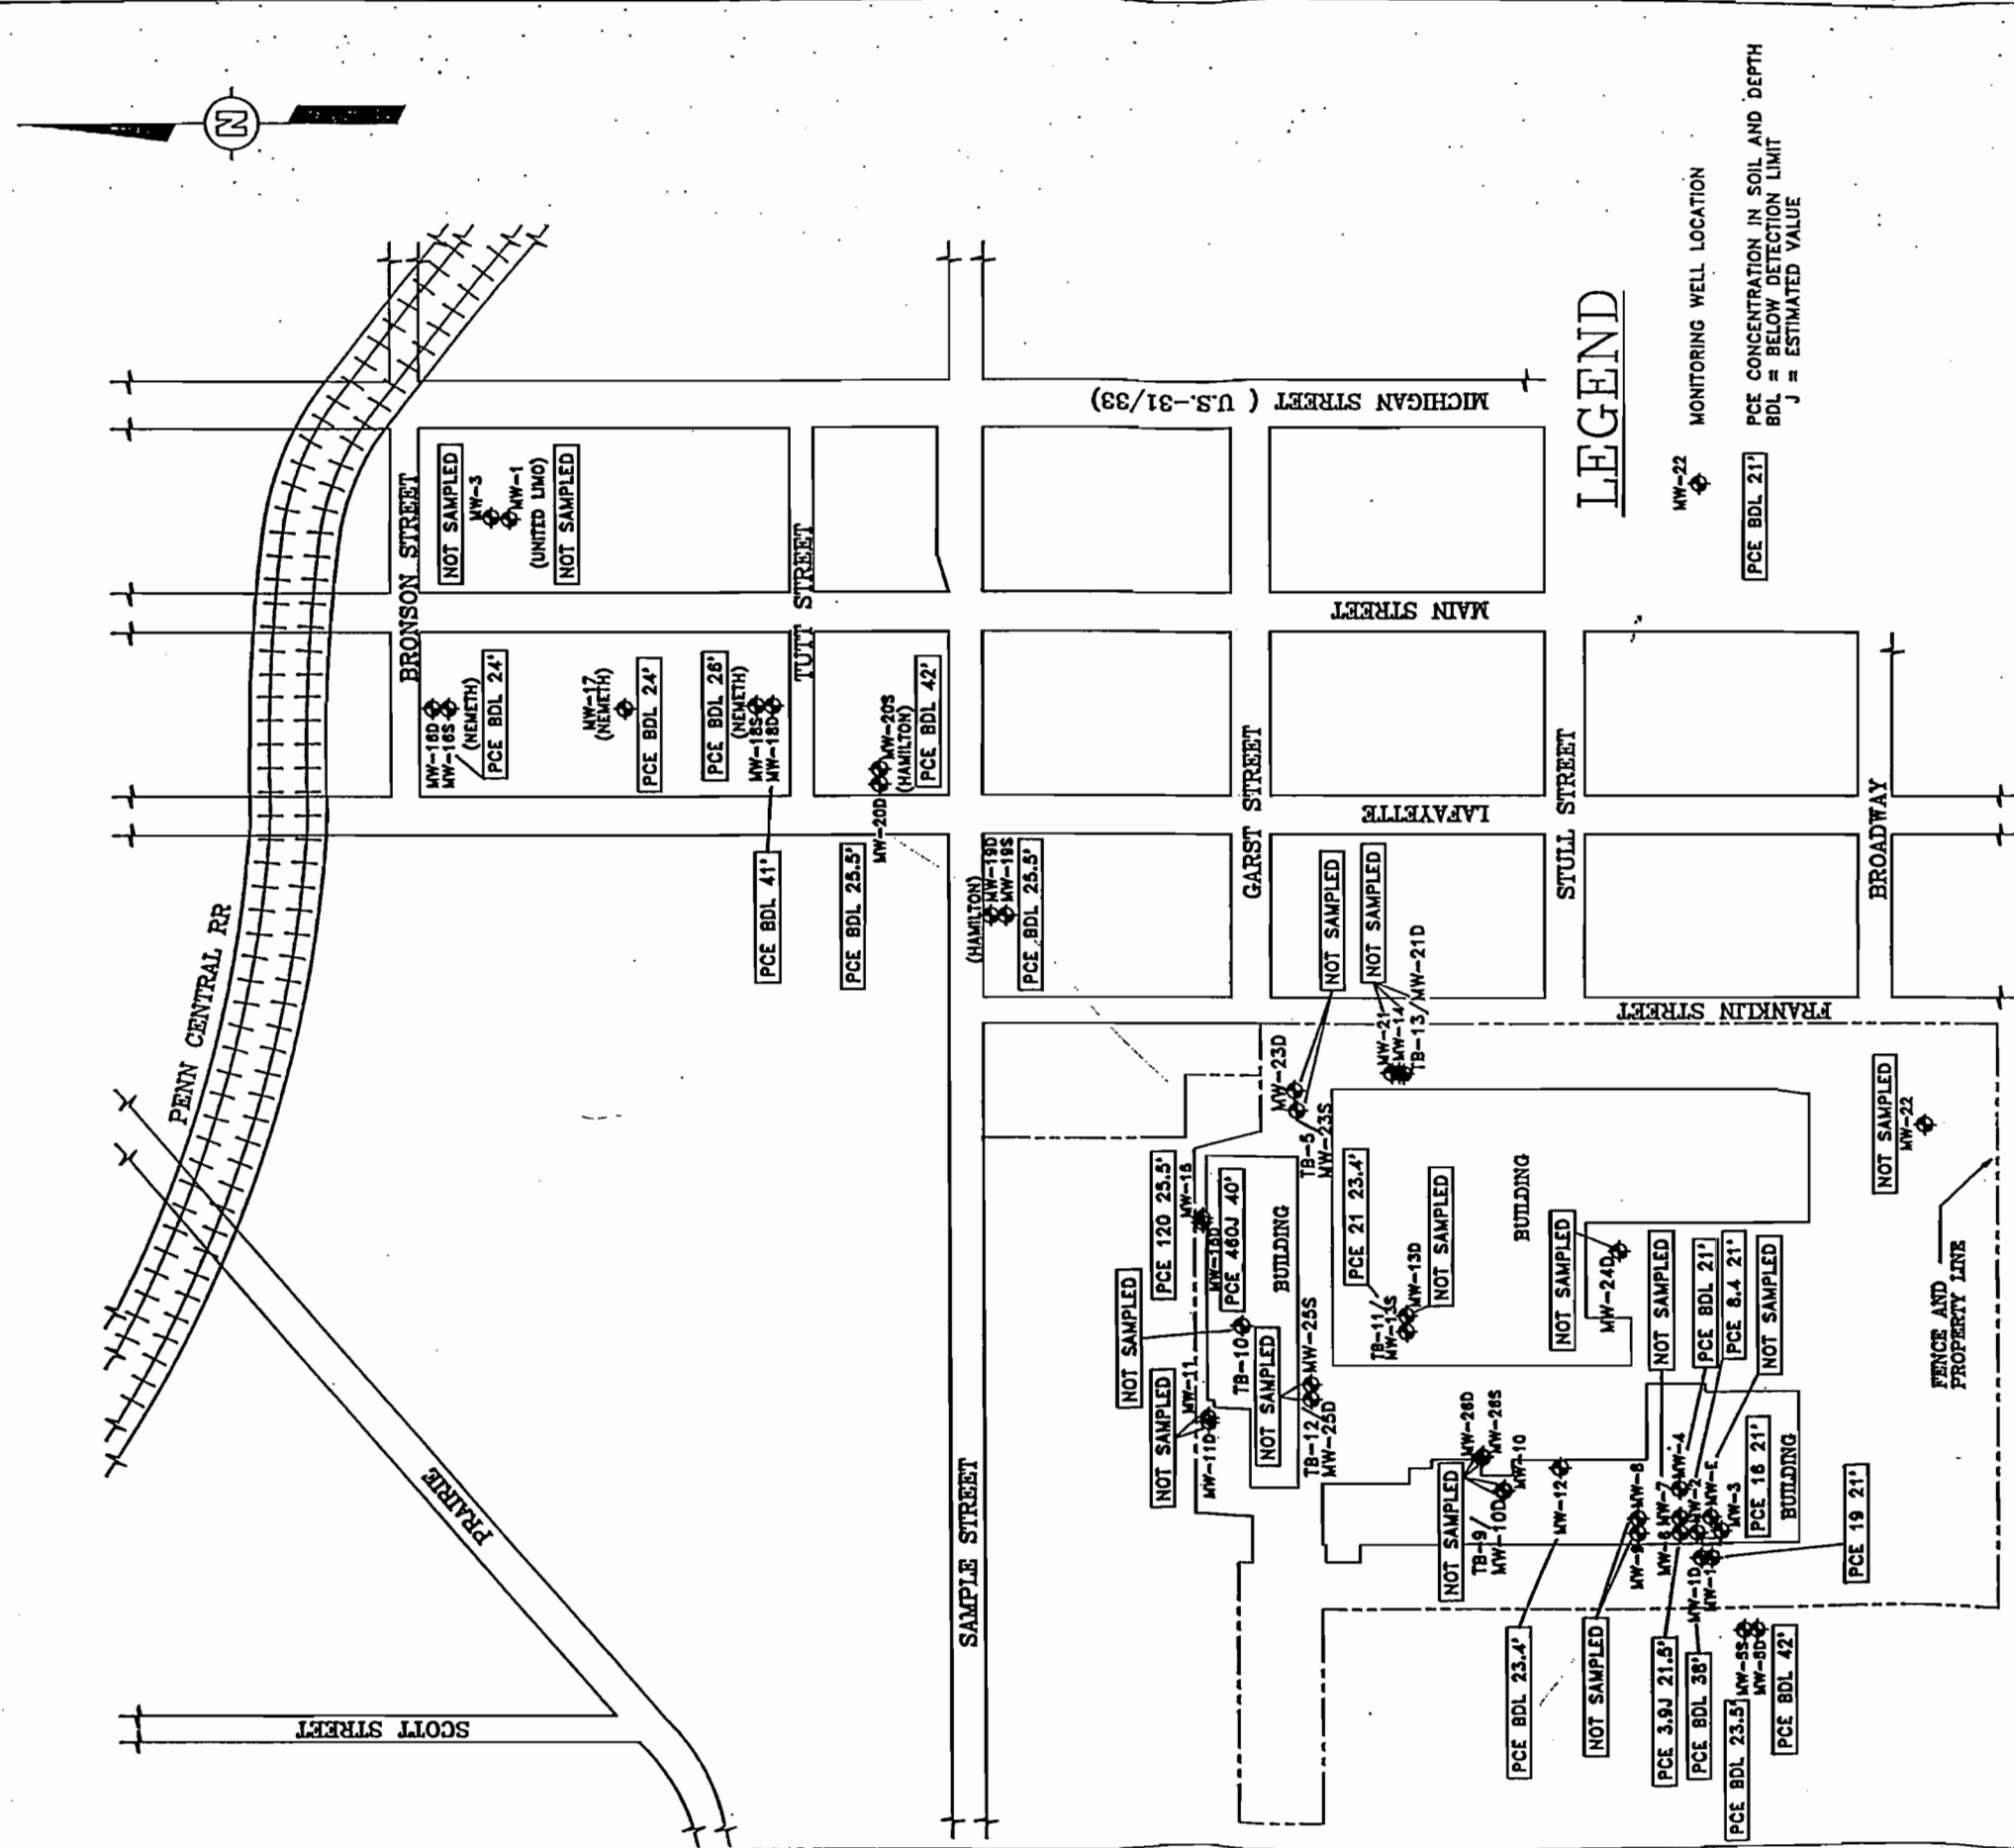 N
PENN CENTRAL RR
PRAIRIE
SCOTT STREET
BRONSON STREET
TUTT STREET
SAMPLE STREET
GARST STREET
STULL STREET
BROADWAY
MICHIGAN STREET ( U.S.-31/33)
MAIN STREET
LAFAYETTE
FRANKLIN STREET
NOT SAMPLED
MW-3
MW-1
(UNITED LIMO)
NOT SAMPLED
MW-16D
MW-16S
(NEMETH)
PCE BDL 24'
MW-17
(NEMETH)
PCE BDL 24'
PCE BDL 26'
(NEMETH)
MW-18S
MW-18D
PCE BDL 41'
PCE BDL 25.5'
MW-20D
MW-20S
(HAMILTON)
PCE BDL 42'
(HAMILTON)
MW-19D
MW-19S
PCE BDL 25.5'
NOT SAMPLED
NOT SAMPLED
MW-21
MW-14
TB-13/MW-21D
MW-23D
TB-5
MW-23S
PCE 120 25.5'
MW-15
MW-15D
PCE 460J 40'
BUILDING
NOT SAMPLED
TB-10
NOT SAMPLED
MW-11
MW-11D
NOT SAMPLED
MW-25S
TB-12/
MW-25D
PCE 21 23.4'
TB-11/
MW-13S
MW-13D
NOT SAMPLED
BUILDING
NOT SAMPLED
MW-24D
NOT SAMPLED
MW-22
FENCE AND
PROPERTY LINE
MW-26D
MW-26S
NOT SAMPLED
TB-9/
MW-10D
MW-10
MW-12
PCE BDL 23.4'
NOT SAMPLED
MW-9
MW-8
NOT SAMPLED
PCE BDL 21'
PCE 8.4 21'
NOT SAMPLED
MW-6
MW-7
MW-4
MW-2
MW-3
PCE 16 21'
BUILDING
MW-1D
MW-1
PCE 19 21'
PCE 3.9J 21.5'
PCE BDL 38'
PCE BDL 23.5'
MW-5S
MW-5D
PCE BDL 42'
LEGEND
MW-22
MONITORING WELL LOCATION
PCE BDL 21'
PCE CONCENTRATION IN SOIL AND DEPTH
BDL = BELOW DETECTION LIMIT
J = ESTIMATED VALUE